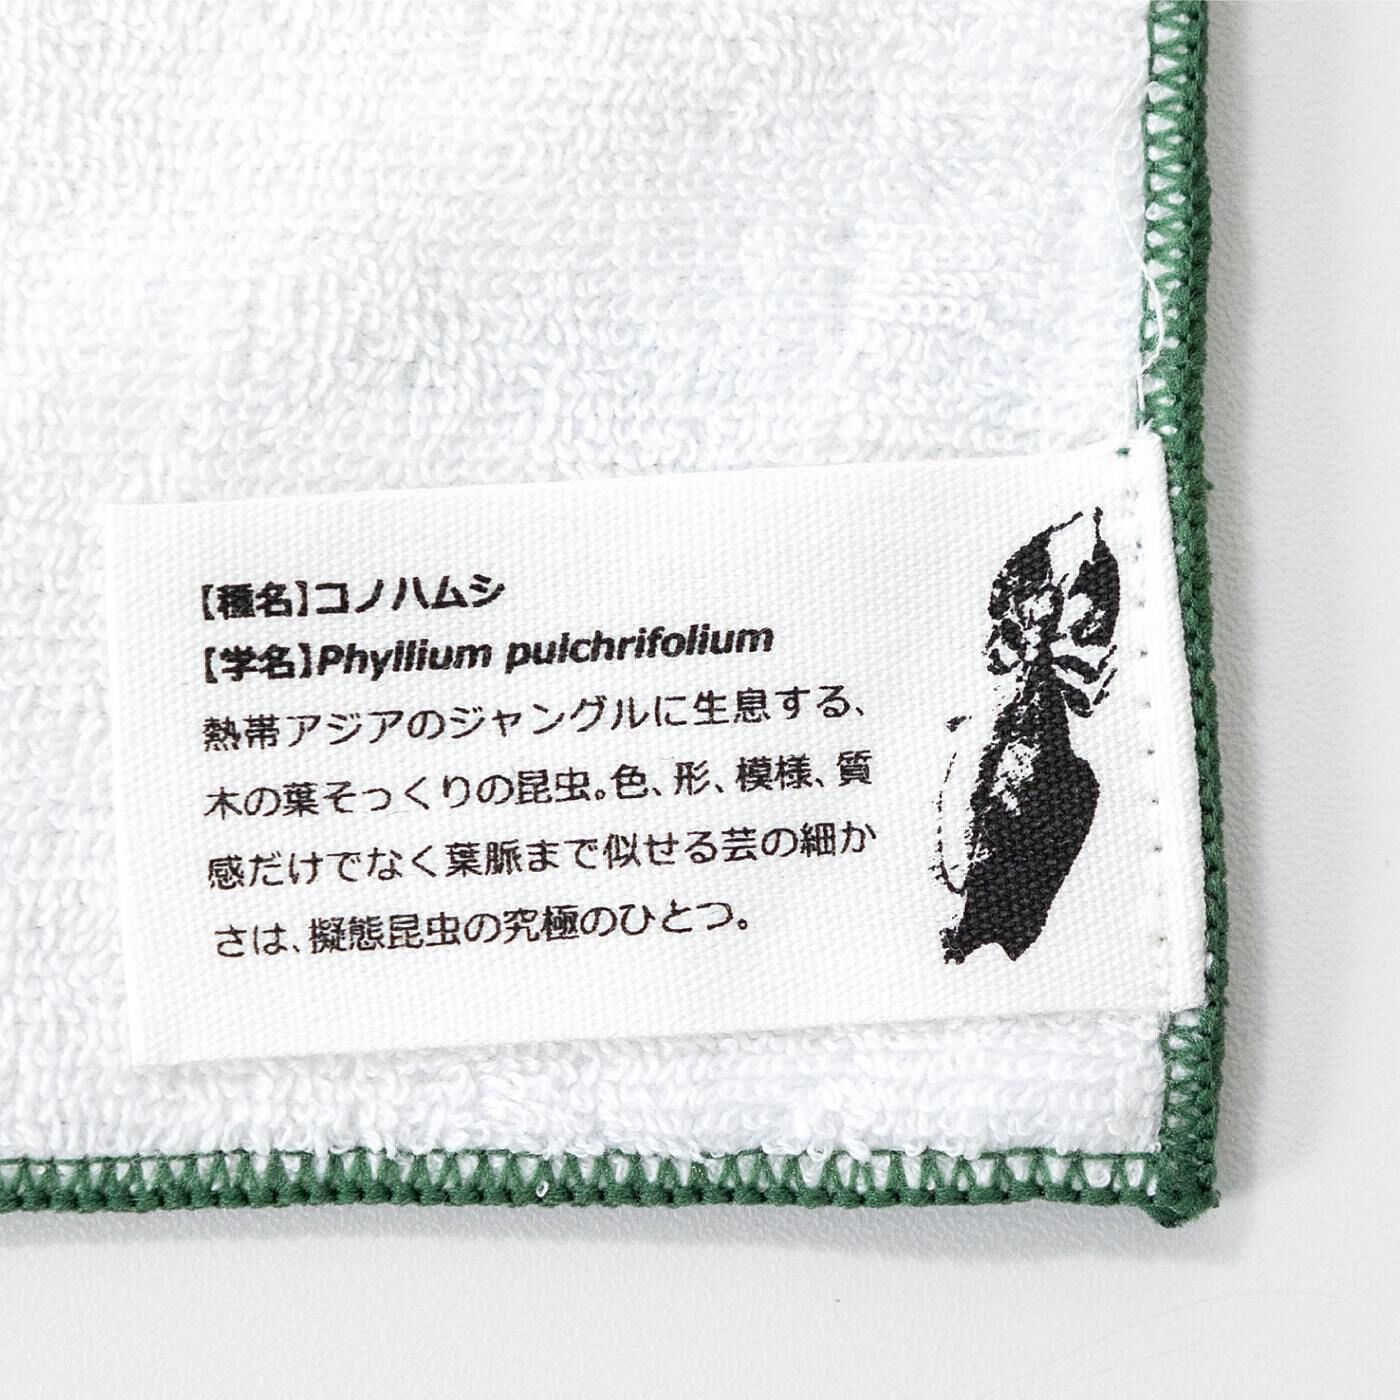 【種名】コノハムシ
【学名】Phyllium pulchrifolium
熱帯アジアのジャングルに生息する、
木の葉そっくりの昆虫。色、形、模様、質
感だけでなく葉脈まで似せる芸の細か
さは、擬態昆虫の究極のひとつ。